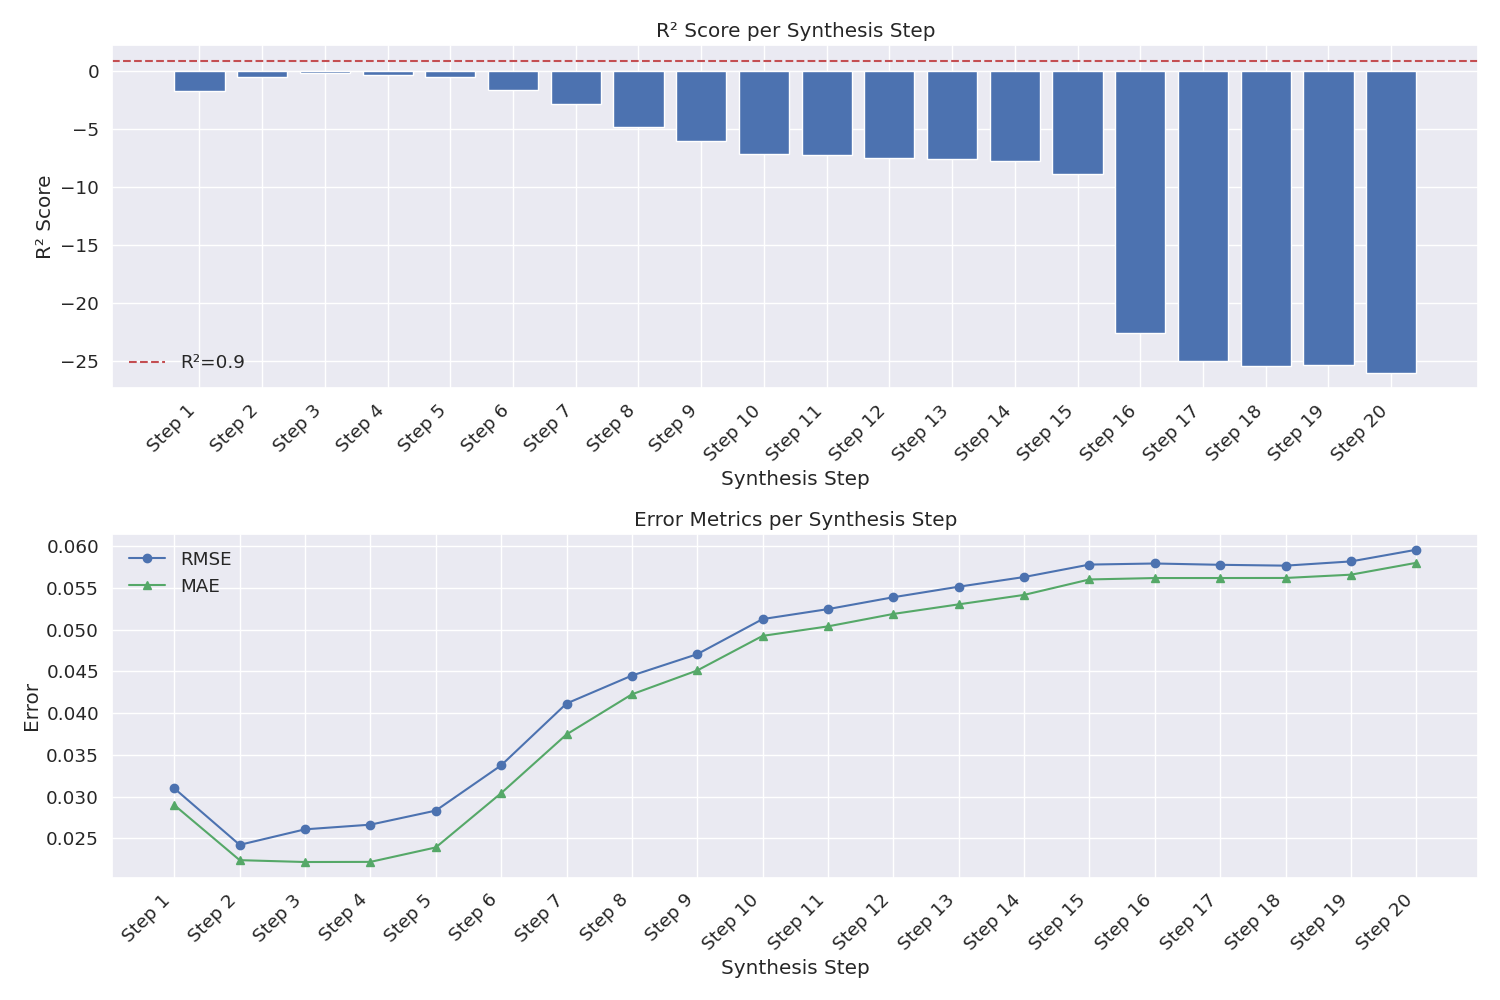 R² Score per Synthesis Step
R² Score
0
−5
−10
−15
−20
−25
R²=0.9
Step 1
Step 2
Step 3
Step 4
Step 5
Step 6
Step 7
Step 8
Step 9
Step 10
Step 11
Step 12
Step 13
Step 14
Step 15
Step 16
Step 17
Step 18
Step 19
Step 20
Synthesis Step
Error Metrics per Synthesis Step
Error
0.060
0.055
0.050
0.045
0.040
0.035
0.030
0.025
RMSE
MAE
Step 1
Step 2
Step 3
Step 4
Step 5
Step 6
Step 7
Step 8
Step 9
Step 10
Step 11
Step 12
Step 13
Step 14
Step 15
Step 16
Step 17
Step 18
Step 19
Step 20
Synthesis Step